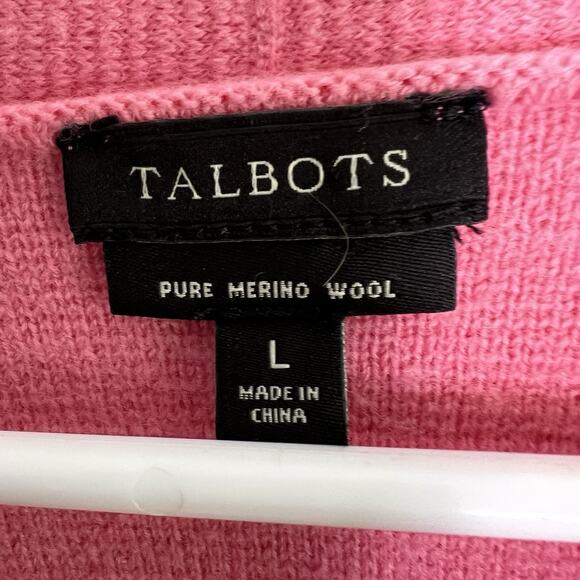 TALBOTS
PURE MERINO WOOL
L
MADE IN
CHINA